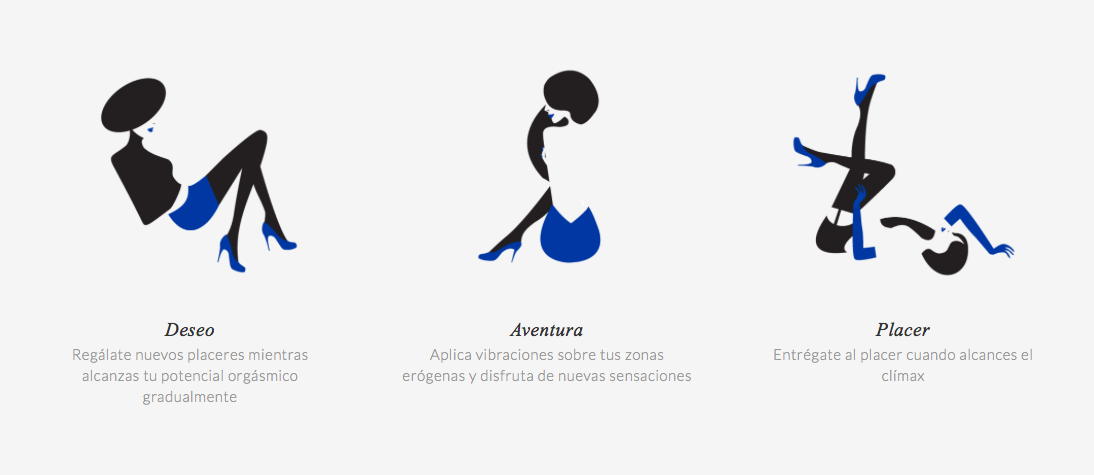 Deseo
Regálate nuevos placeres mientras
alcanzas tu potencial orgásmico
gradualmente
Aventura
Aplica vibraciones sobre tus zonas
erógenas y disfruta de nuevas sensaciones
Placer
Entrégate al placer cuando alcances el
clímax